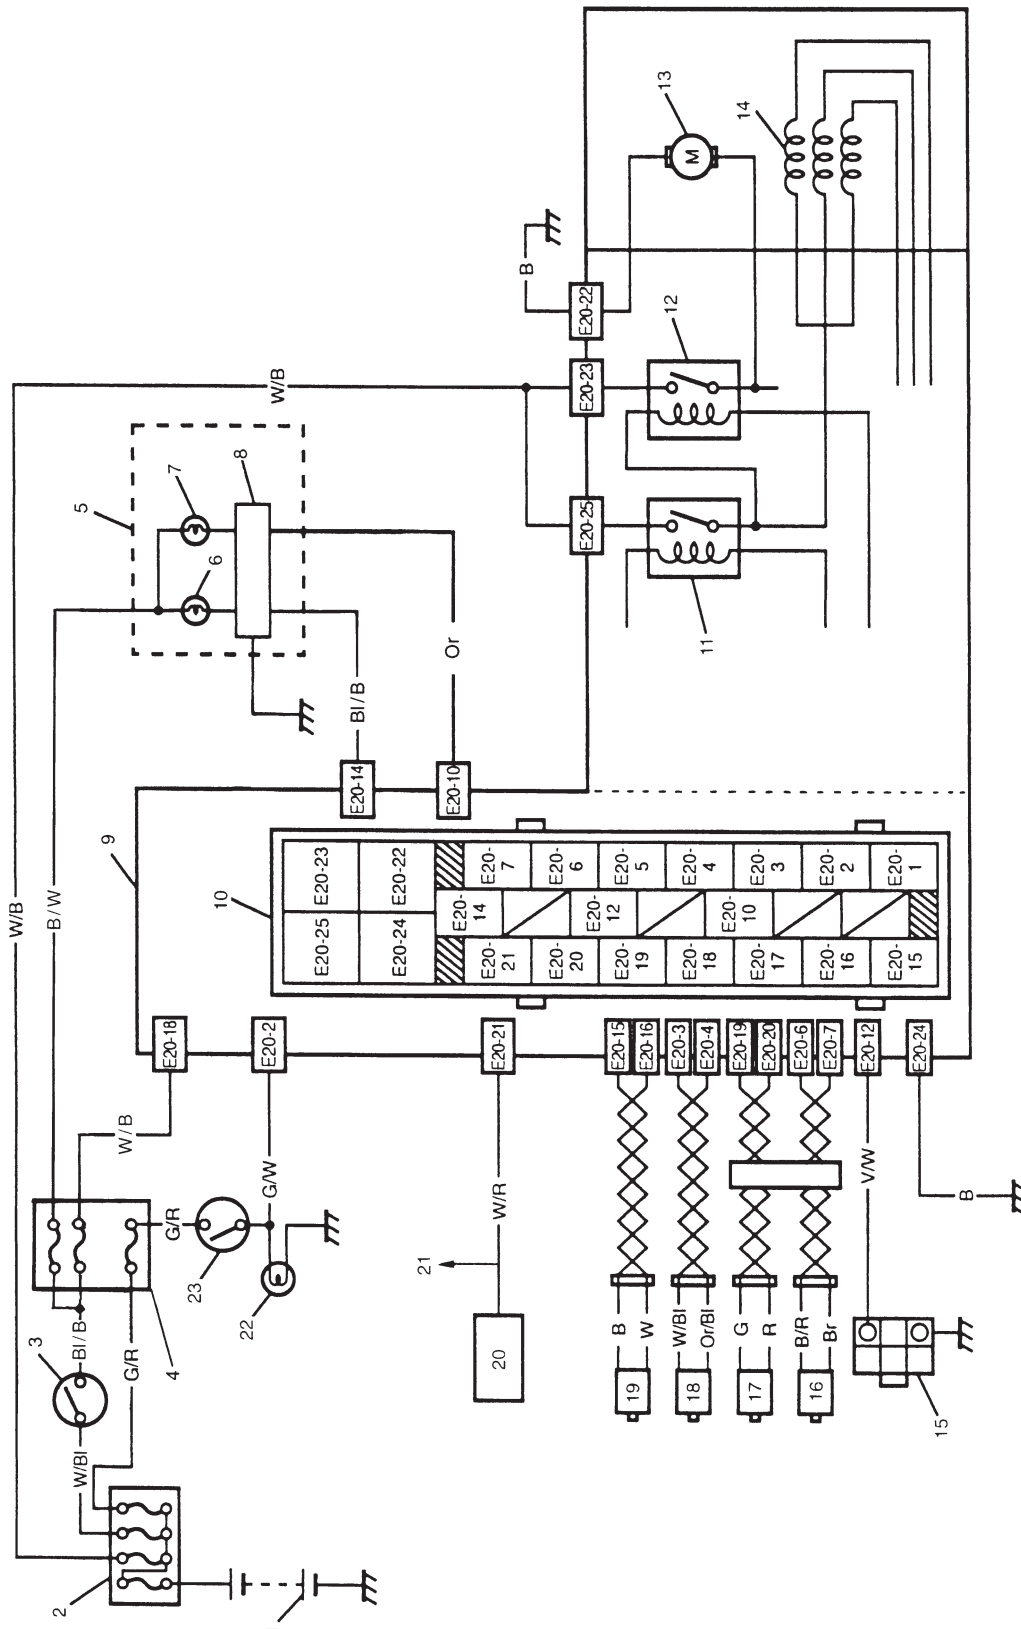 W/B
W/B
B/W
5
7
8
6
Or
Bl/B
E20-14
E20-10
9
10
E20-18
E20-2
E20-21
W/B
G/R
G/W
23
22
3
Bl/B
G/R
4
W/Bl
2
21
W/R
20
E20-25
E20-23
E20-24
E20-22
E20-14
E20-12
E20-10
E20-7
E20-6
E20-5
E20-4
E20-3
E20-2
E20-1
E20-21
E20-20
E20-19
E20-18
E20-17
E20-16
E20-15
E20-15
E20-16
E20-3
E20-4
E20-19
E20-20
E20-6
E20-7
E20-12
E20-24
B
W
W/Bl
Or/Bl
G
R
B/R
Br
V/W
B
19
18
17
16
15
E20-25
E20-23
E20-22
B
11
12
13
M
14